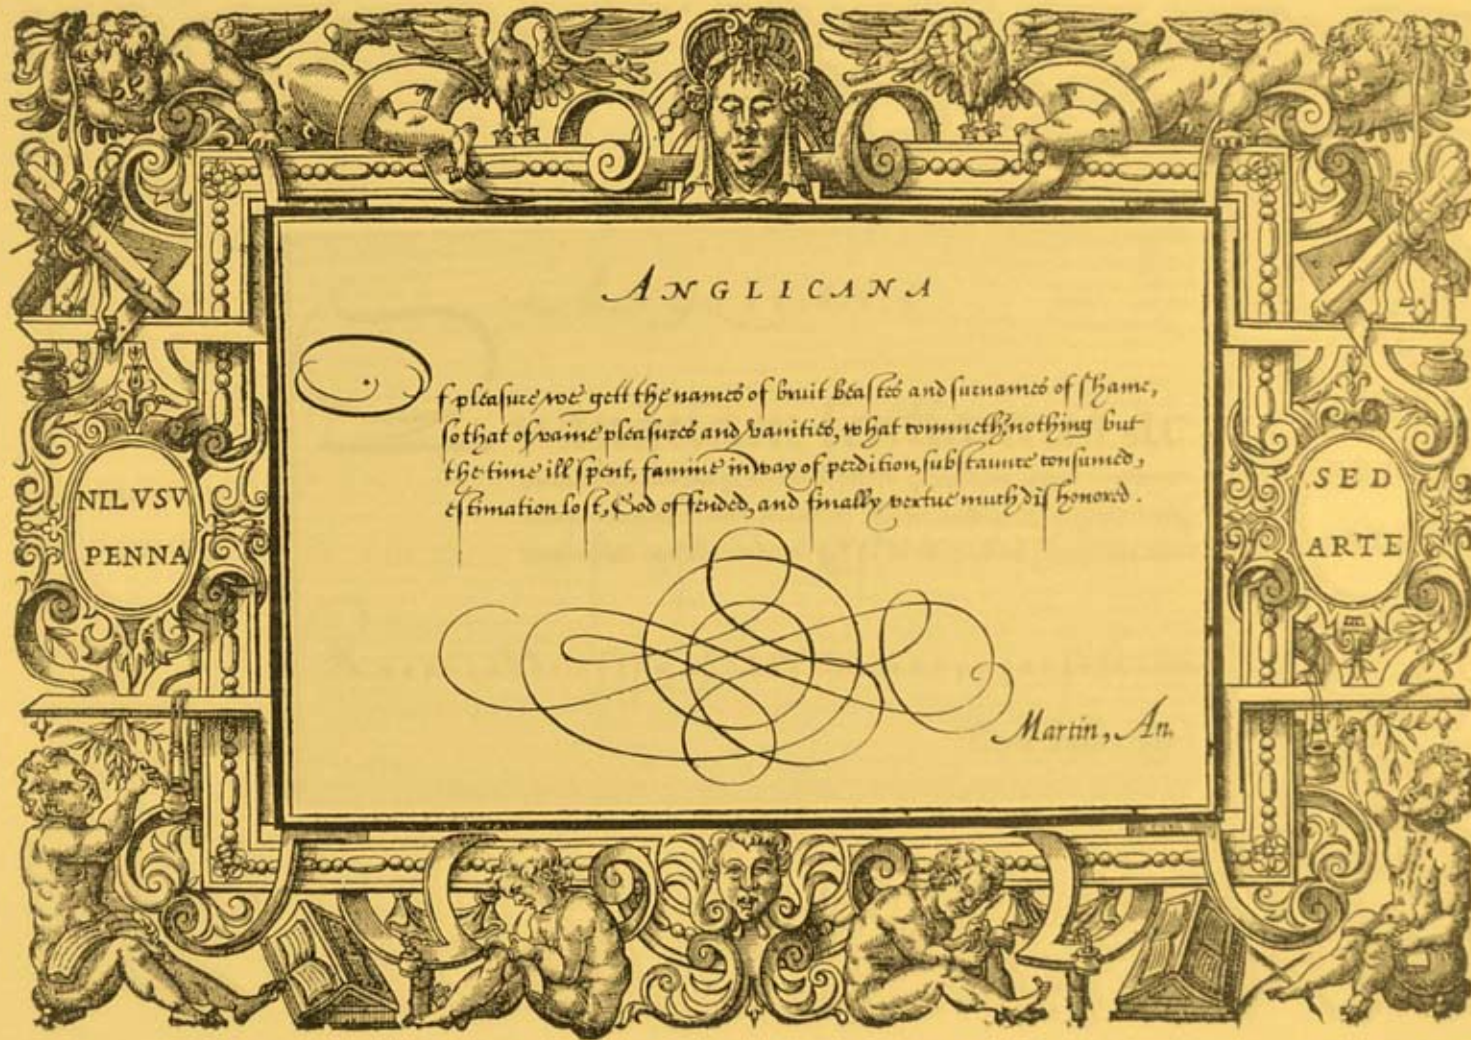 ANGLICANA
Of pleasure we gett the names of bruit beastes and surnames of shame,
so that of vaine pleasures and vanities, what commeth, nothing but
the time ill spent, famine in way of perdition, substaunce consumed,
estimation lost, God offended, and finally vertue much dishonored.
NIL VSV
PENNA
SED
ARTE
Martin, An.